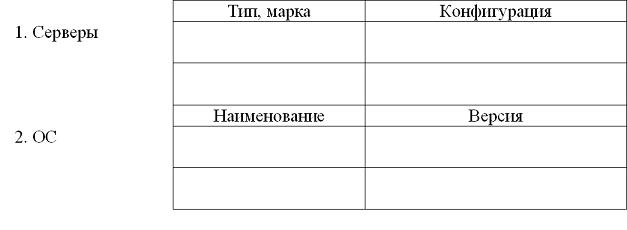 Тип, марка Конфигурация
1. Серверы
Наименование Версия
2. ОС